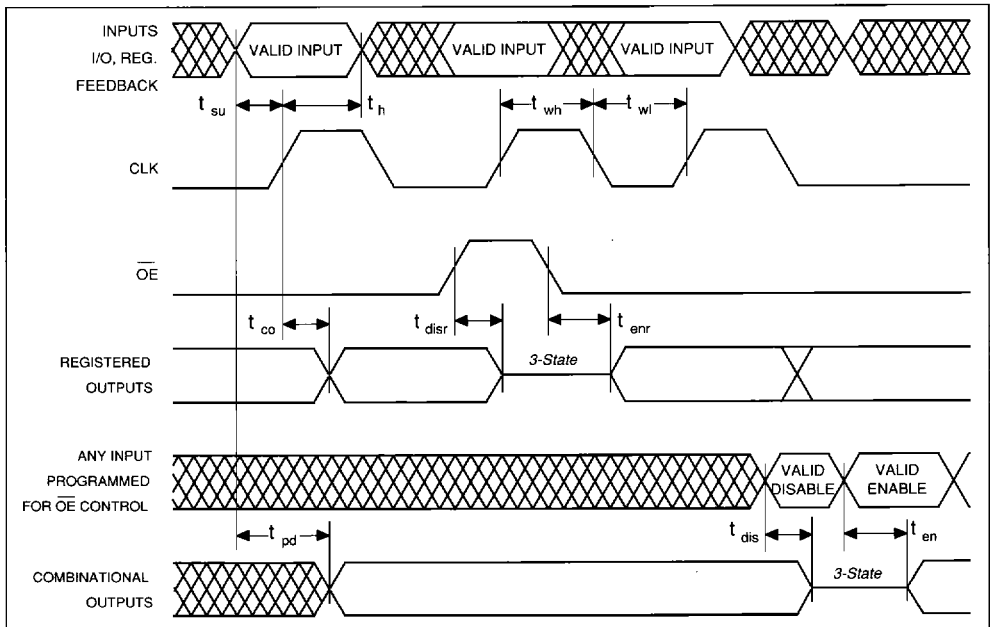 INPUTS
I/O, REG.
FEEDBACK
VALID INPUT
VALID INPUT
VALID INPUT
t su
t h
t wh
t wl
CLK
OE
t co
t disr
t enr
REGISTERED
OUTPUTS
3-State
ANY INPUT
PROGRAMMED
FOR OE CONTROL
VALID
DISABLE
VALID
ENABLE
t pd
t dis
t en
COMBINATIONAL
OUTPUTS
3-State